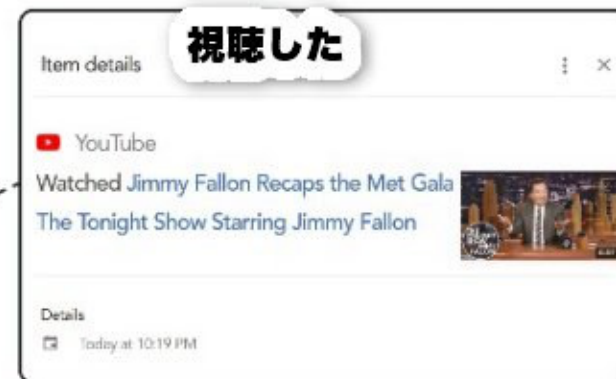 視聴した
Item details
YouTube
Watched Jimmy Fallon Recaps the Met Gala
The Tonight Show Starring Jimmy Fallon
Details
Today at 10:19 PM